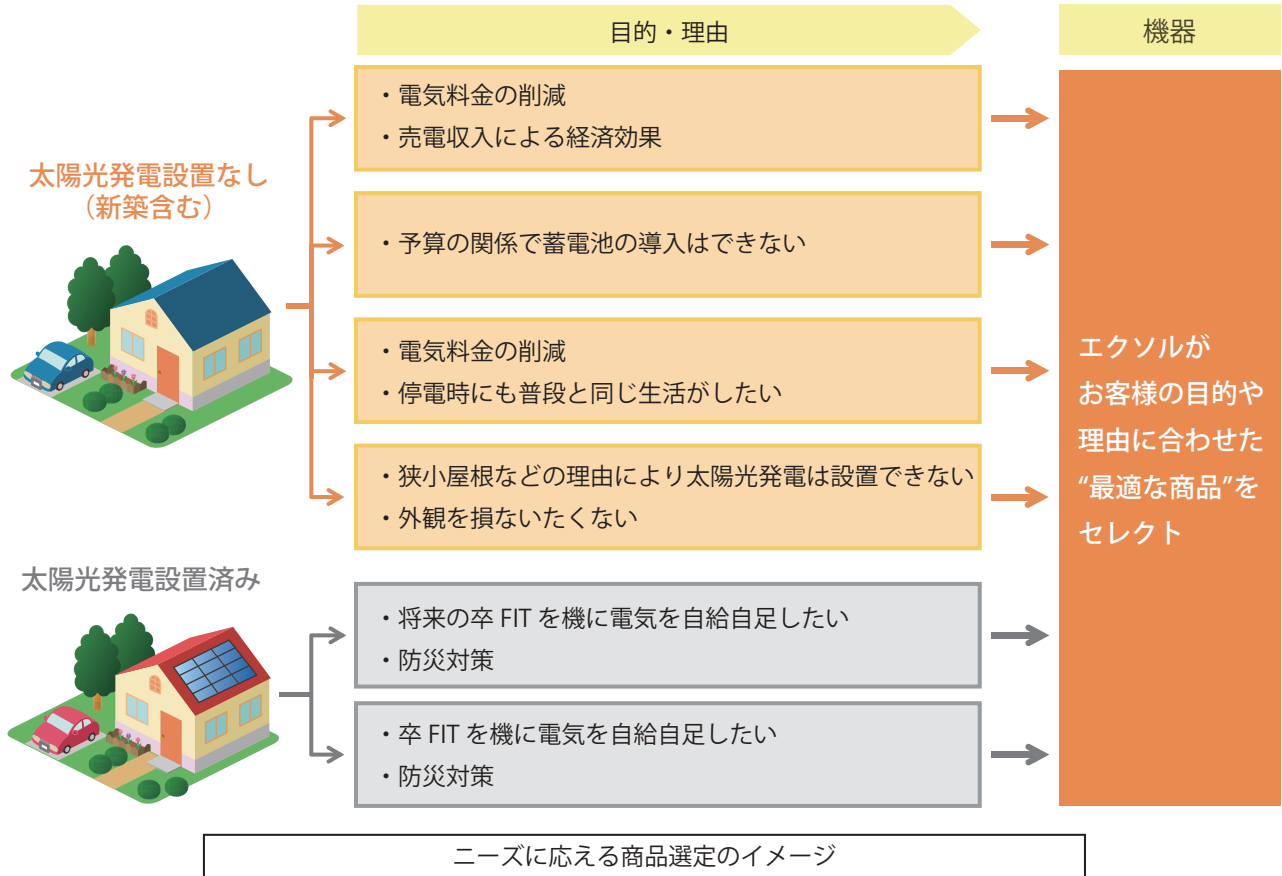 目的・理由
機器
太陽光発電設置なし
（新築含む）
・電気料金の削減
・売電収入による経済効果
・予算の関係で蓄電池の導入はできない
・電気料金の削減
・停電時にも普段と同じ生活がしたい
・狭小屋根などの理由により太陽光発電は設置できない
・外観を損ないたくない
太陽光発電設置済み
・将来の卒 FIT を機に電気を自給自足したい
・防災対策
・卒 FIT を機に電気を自給自足したい
・防災対策
エクソルが
お客様の目的や
理由に合わせた
“最適な商品”を
セレクト
ニーズに応える商品選定のイメージ